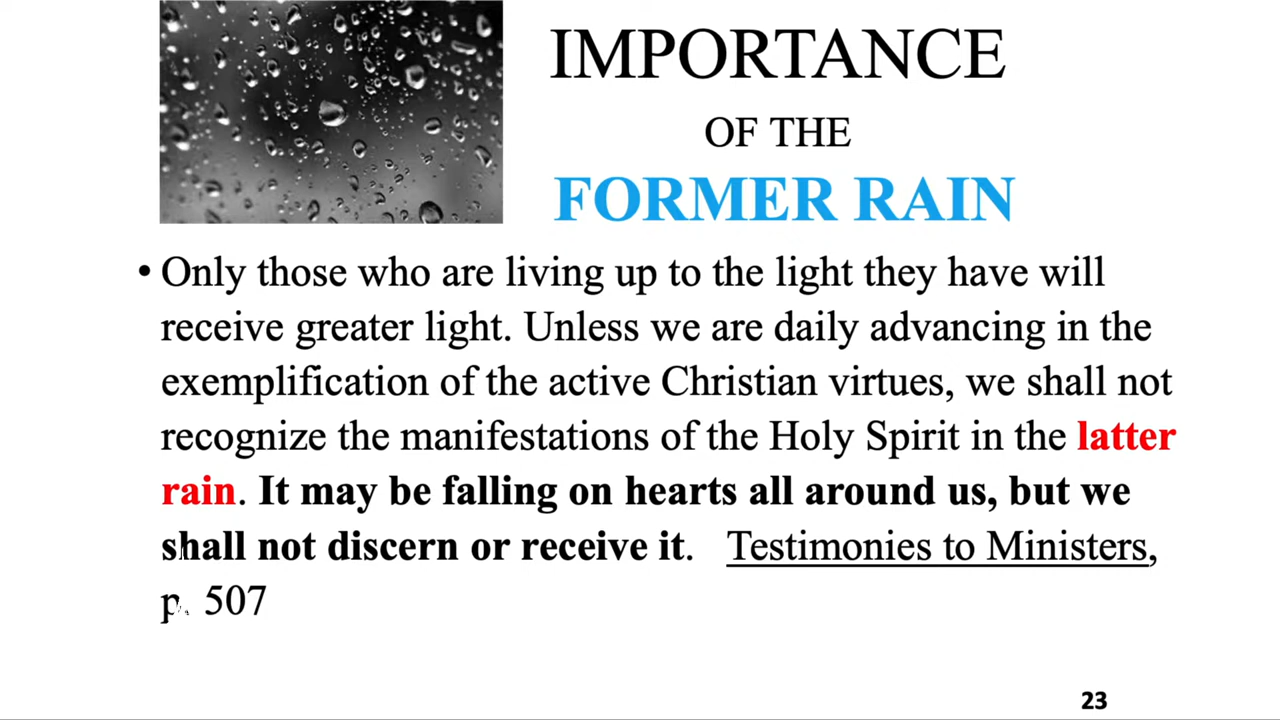 IMPORTANCE
OF THE
FORMER RAIN
• Only those who are living up to the light they have will
receive greater light. Unless we are daily advancing in the
exemplification of the active Christian virtues, we shall not
recognize the manifestations of the Holy Spirit in the latter
rain. It may be falling on hearts all around us, but we
shall not discern or receive it. Testimonies to Ministers,
p. 507
23